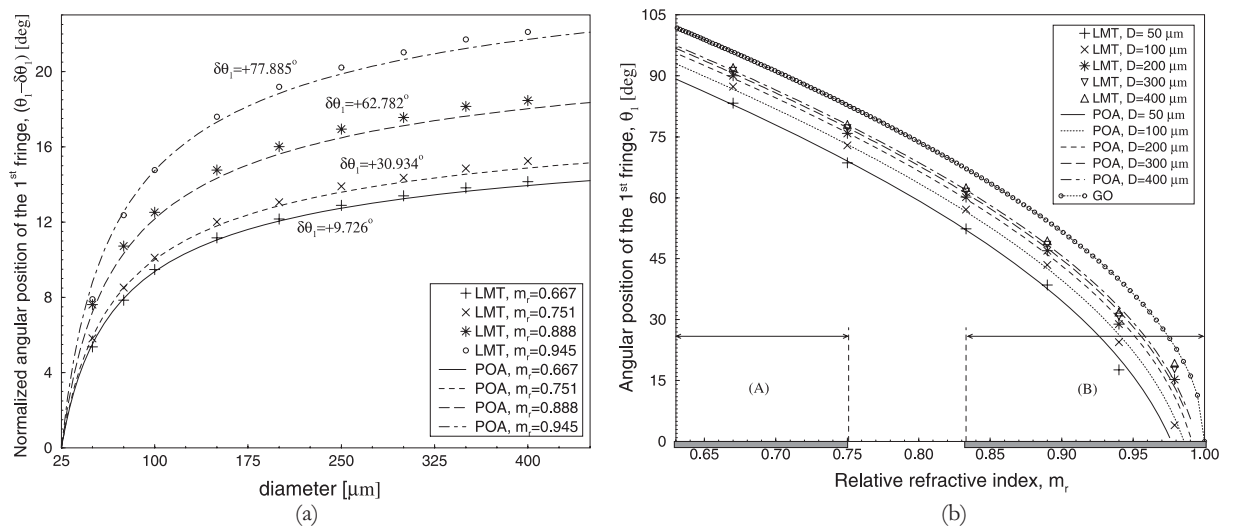 Normalized angular position of the 1st fringe, (θ1−δθ1) [deg]
20
16
12
8
4
0
25
100
175
250
325
400
diameter [μm]
δθ1=+77.885°
δθ1=+62.782°
δθ1=+30.934°
δθ1=+9.726°
LMT, mr=0.667
LMT, mr=0.751
LMT, mr=0.888
LMT, mr=0.945
POA, mr=0.667
POA, mr=0.751
POA, mr=0.888
POA, mr=0.945
(a)
Angular position of the 1st fringe, θ1 [deg]
105
90
75
60
45
30
15
0
0.65
0.70
0.75
0.80
0.85
0.90
0.95
1.00
Relative refractive index, mr
LMT, D= 50 μm
LMT, D=100 μm
LMT, D=200 μm
LMT, D=300 μm
LMT, D=400 μm
POA, D= 50 μm
POA, D=100 μm
POA, D=200 μm
POA, D=300 μm
POA, D=400 μm
GO
(A)
(B)
(b)